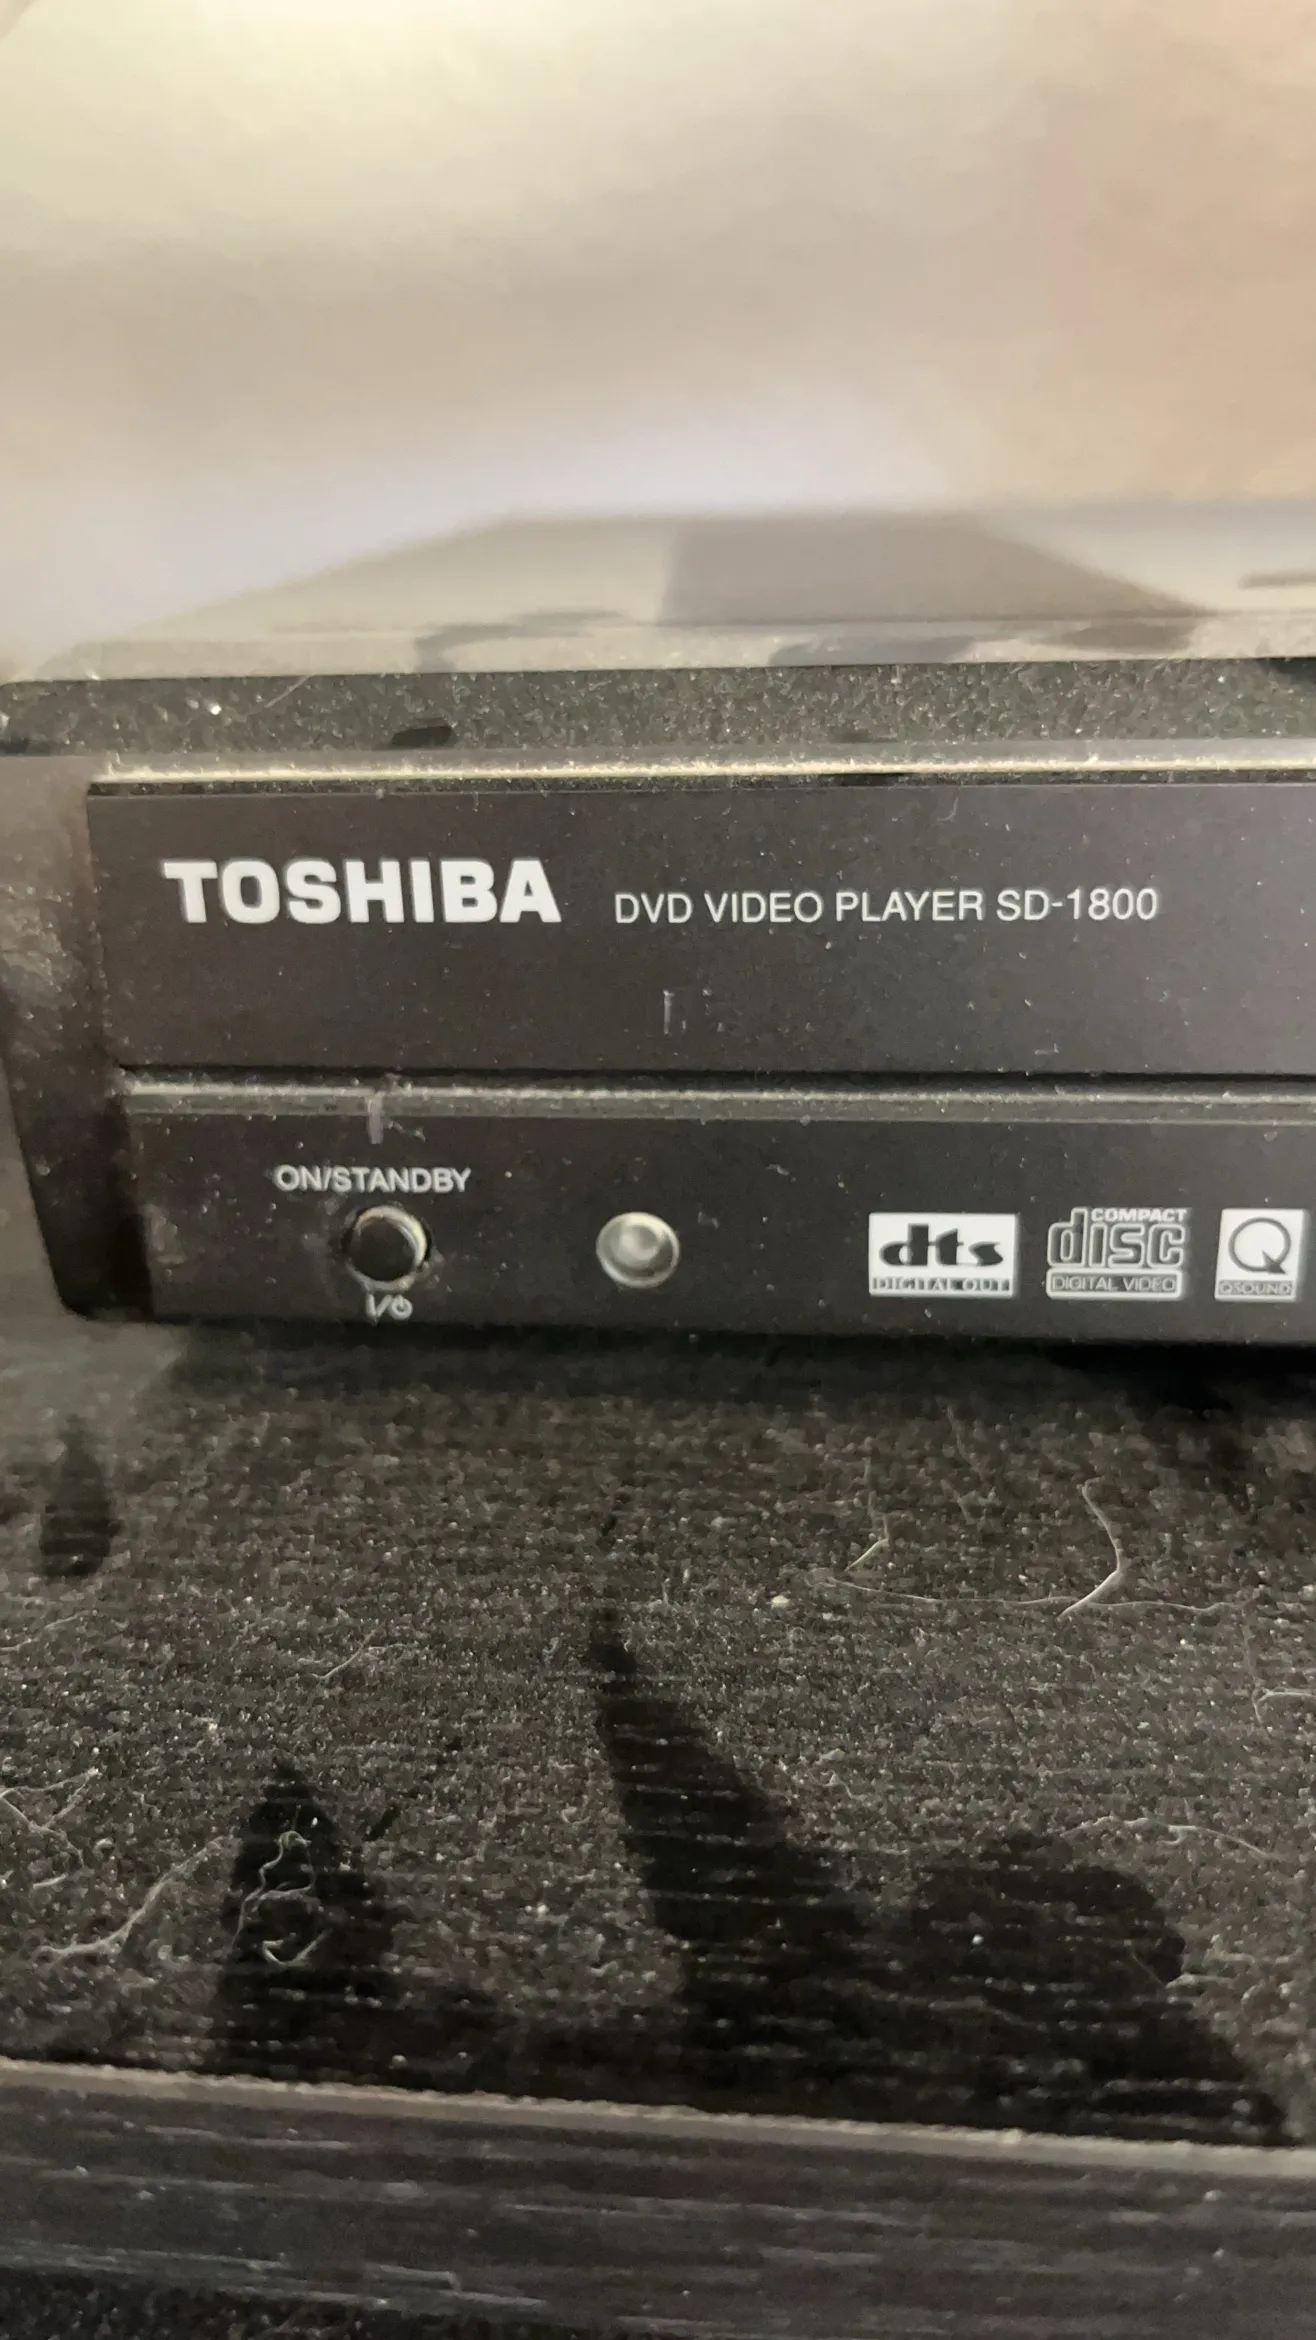 TOSHIBA DVD VIDEO PLAYER SD-1800
ON/STANDBY
I/⏻
dts
DIGITAL OUT
COMPACT
disc
DIGITAL VIDEO
Q
QSOUND